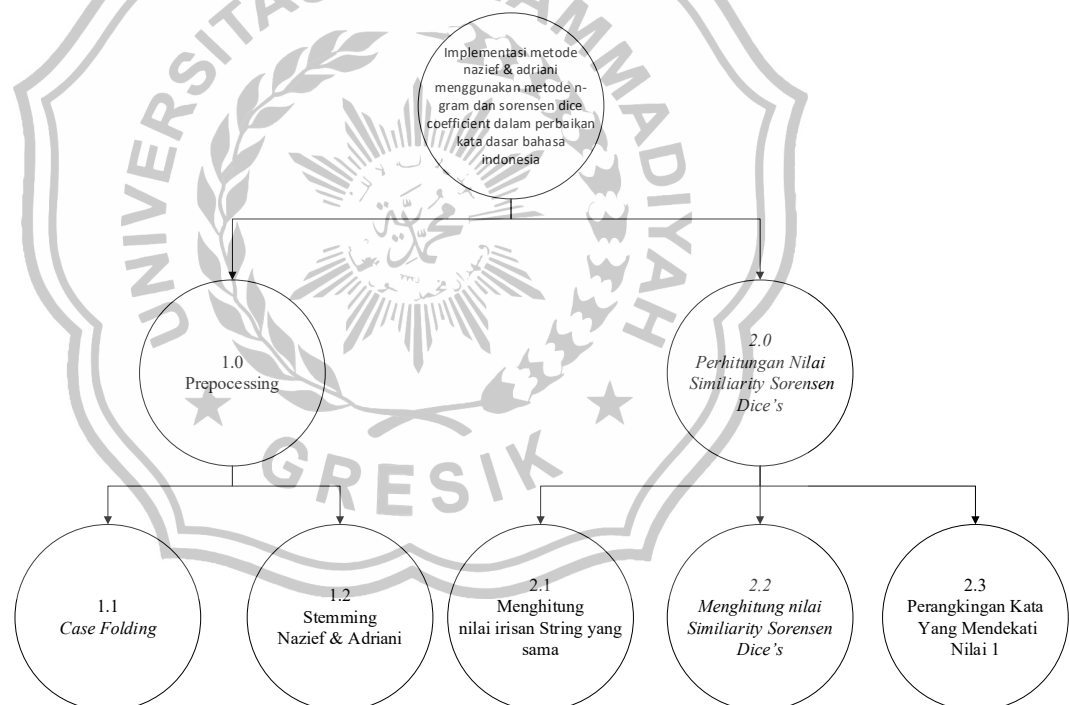 UNIVERSITAS MUHAMMADIYAH
GRESIK
Implementasi metode
nazief & adriani
menggunakan metode n-
gram dan sorensen dice
coefficient dalam perbaikan
kata dasar bahasa
indonesia
1.0
Prepocessing
2.0
Perhitungan Nilai
Similiarity Sorensen
Dice’s
1.1
Case Folding
1.2
Stemming
Nazief & Adriani
2.1
Menghitung
nilai irisan String yang
sama
2.2
Menghitung nilai
Similiarity Sorensen
Dice’s
2.3
Perangkingan Kata
Yang Mendekati
Nilai 1